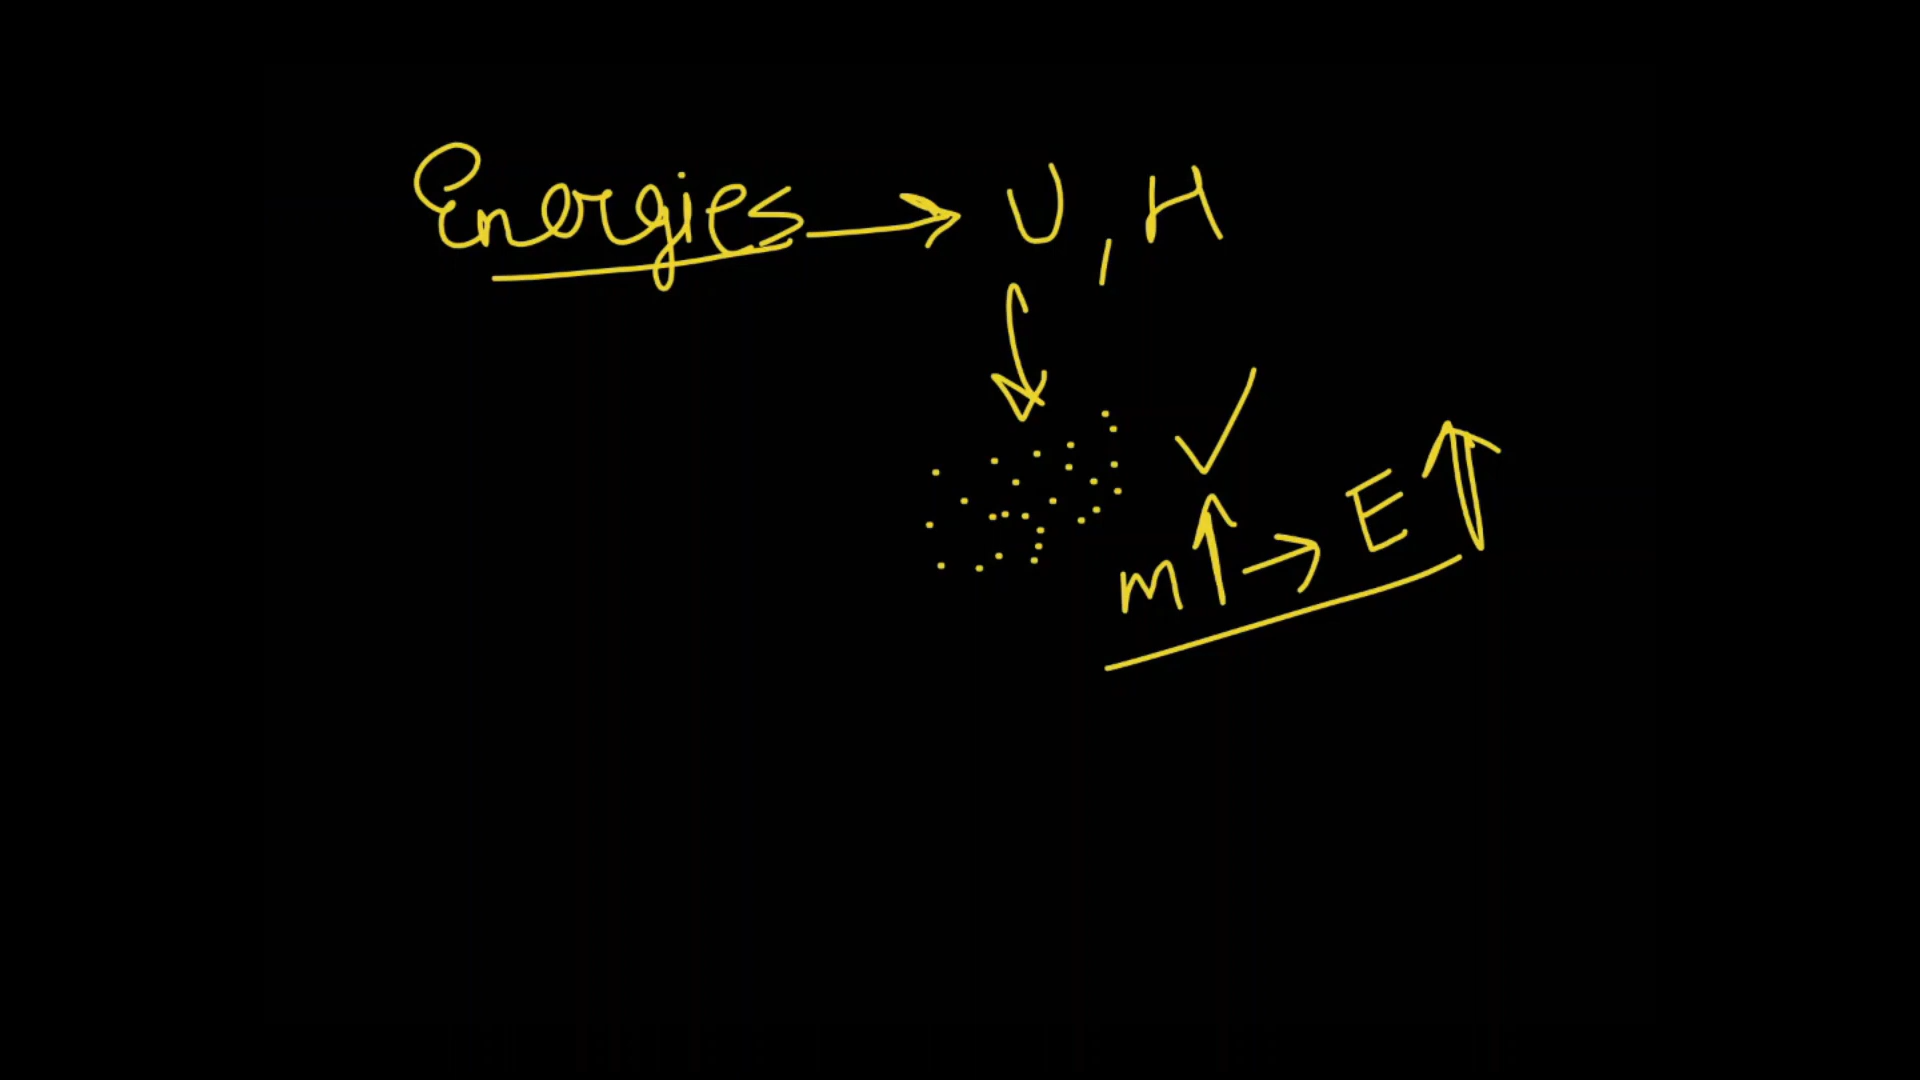 Energies → U, H
m↑ → E↑